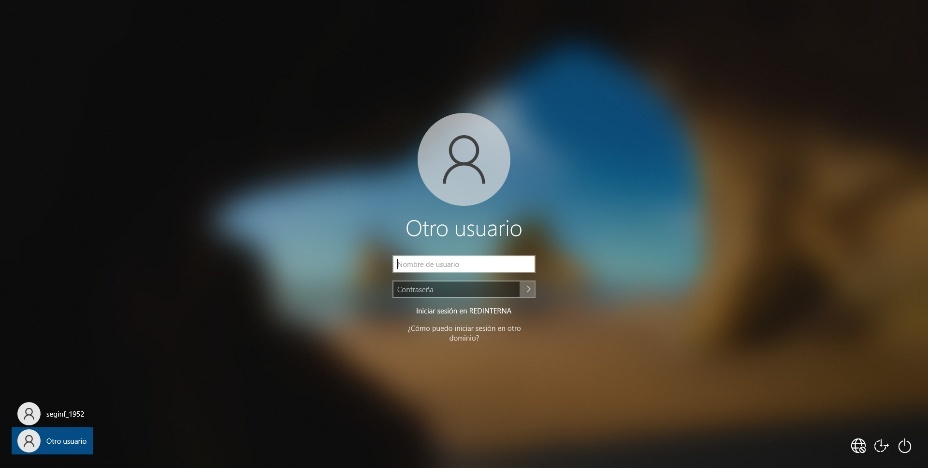 Otro usuario
Nombre de usuario
Contraseña
Iniciar sesión en REDINTERNA
¿Cómo puedo iniciar sesión en otro
dominio?
seginf_1952
Otro usuario